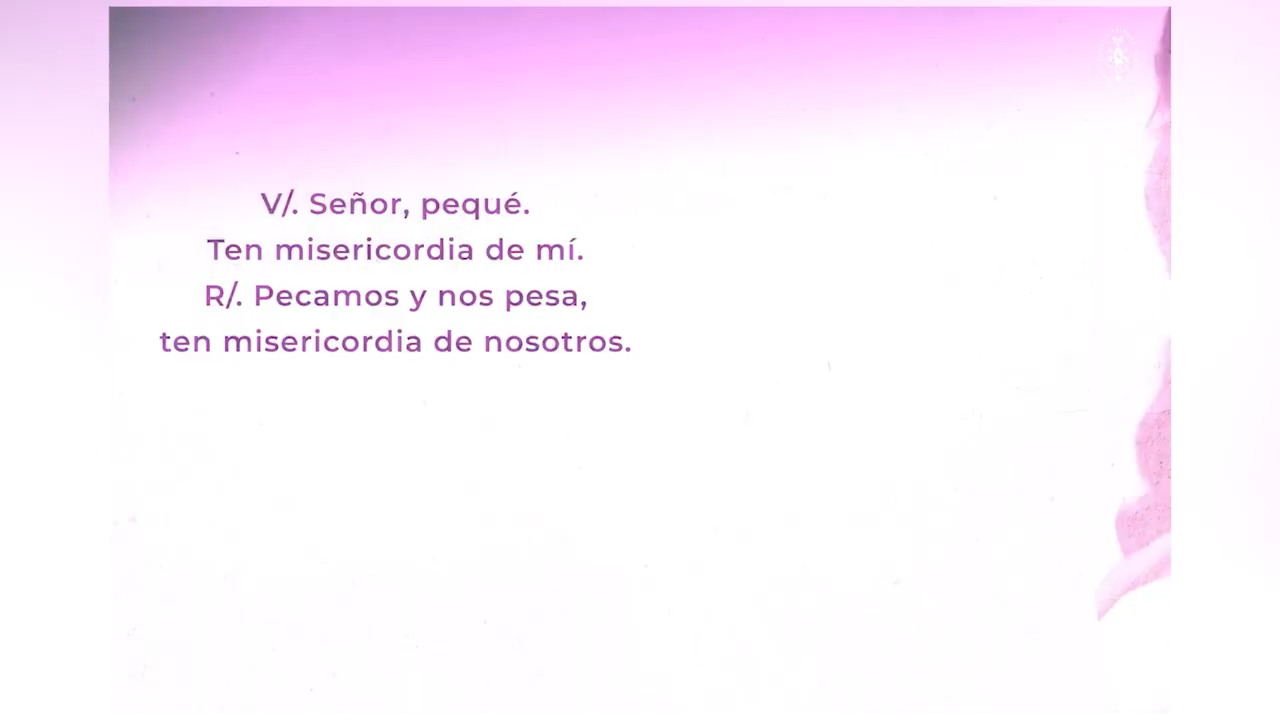 V/. Señor, pequé.
Ten misericordia de mí.
R/. Pecamos y nos pesa,
ten misericordia de nosotros.